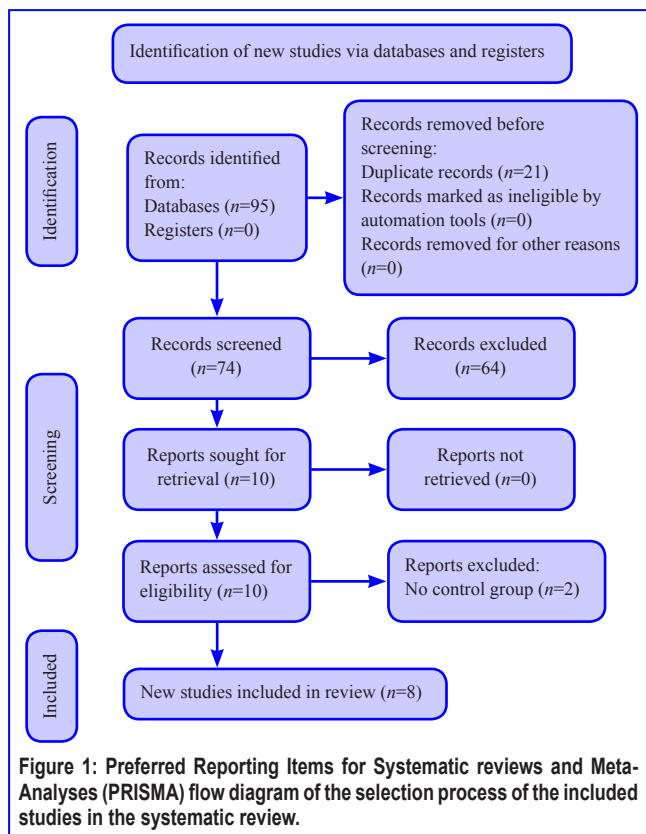 Identification of new studies via databases and registers
Identification
Records identified
from:
Databases (n=95)
Registers (n=0)
Records removed before
screening:
Duplicate records (n=21)
Records marked as ineligible by
automation tools (n=0)
Records removed for other reasons
(n=0)
Screening
Records screened
(n=74)
Records excluded
(n=64)
Reports sought for
retrieval (n=10)
Reports not
retrieved (n=0)
Reports assessed for
eligibility (n=10)
Reports excluded:
No control group (n=2)
Included
New studies included in review (n=8)
Figure 1: Preferred Reporting Items for Systematic reviews and Meta-
Analyses (PRISMA) flow diagram of the selection process of the included
studies in the systematic review.